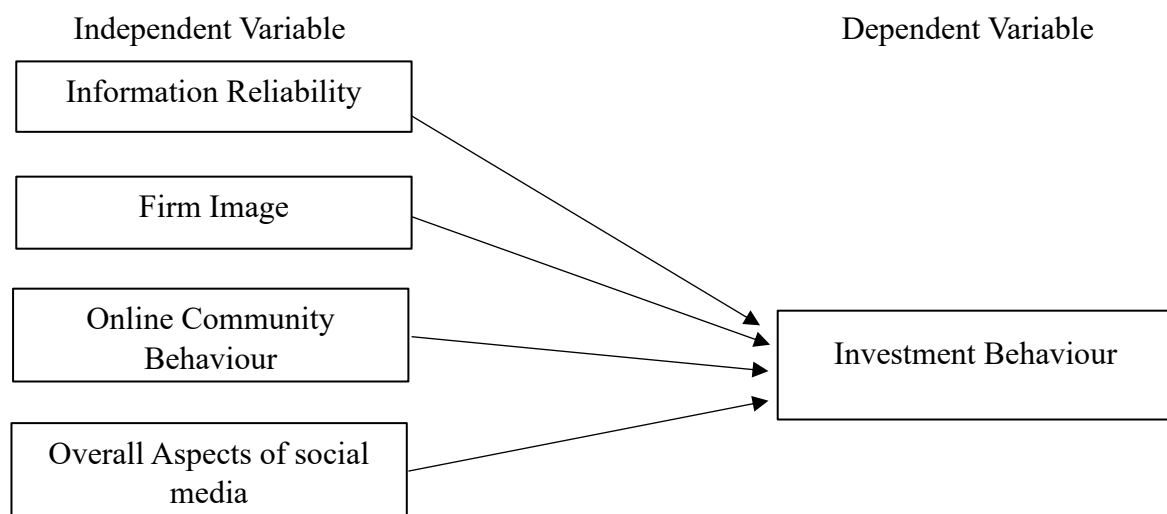 Independent Variable
Dependent Variable
Information Reliability
Firm Image
Online Community
Behaviour
Investment Behaviour
Overall Aspects of social
media